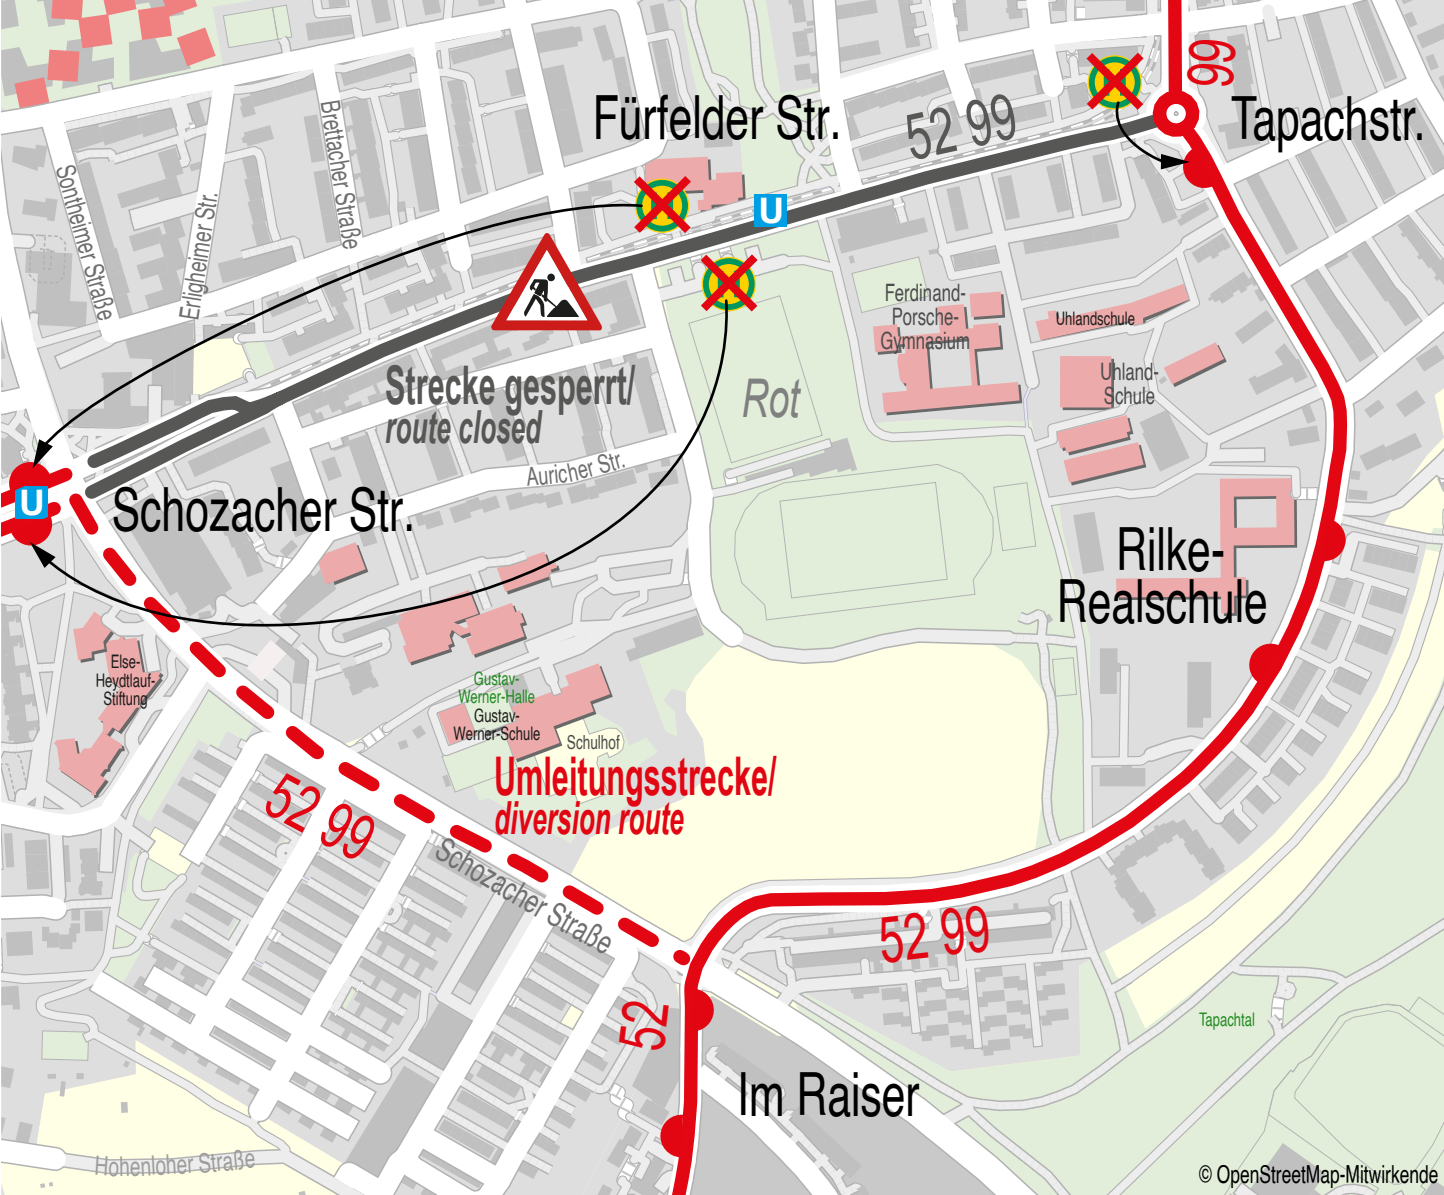 99
Fürfelder Str.
52 99
Tapachstr.
Sontheimer Straße
Erligheimer Str.
Brettacher Straße
U
Ferdinand-
Porsche-
Gymnasium
Uhlandschule
Uhland-
Schule
Strecke gesperrt/
route closed
Rot
Auricher Str.
U
Schozacher Str.
Rilke-
Realschule
Else-
Heydtlauf-
Stiftung
Gustav-
Werner-Halle
Gustav-
Werner-Schule
Schulhof
Umleitungsstrecke/
diversion route
52 99
Schozacher Straße
52 99
52
Tapachtal
Im Raiser
Hohenloher Straße
© OpenStreetMap-Mitwirkende